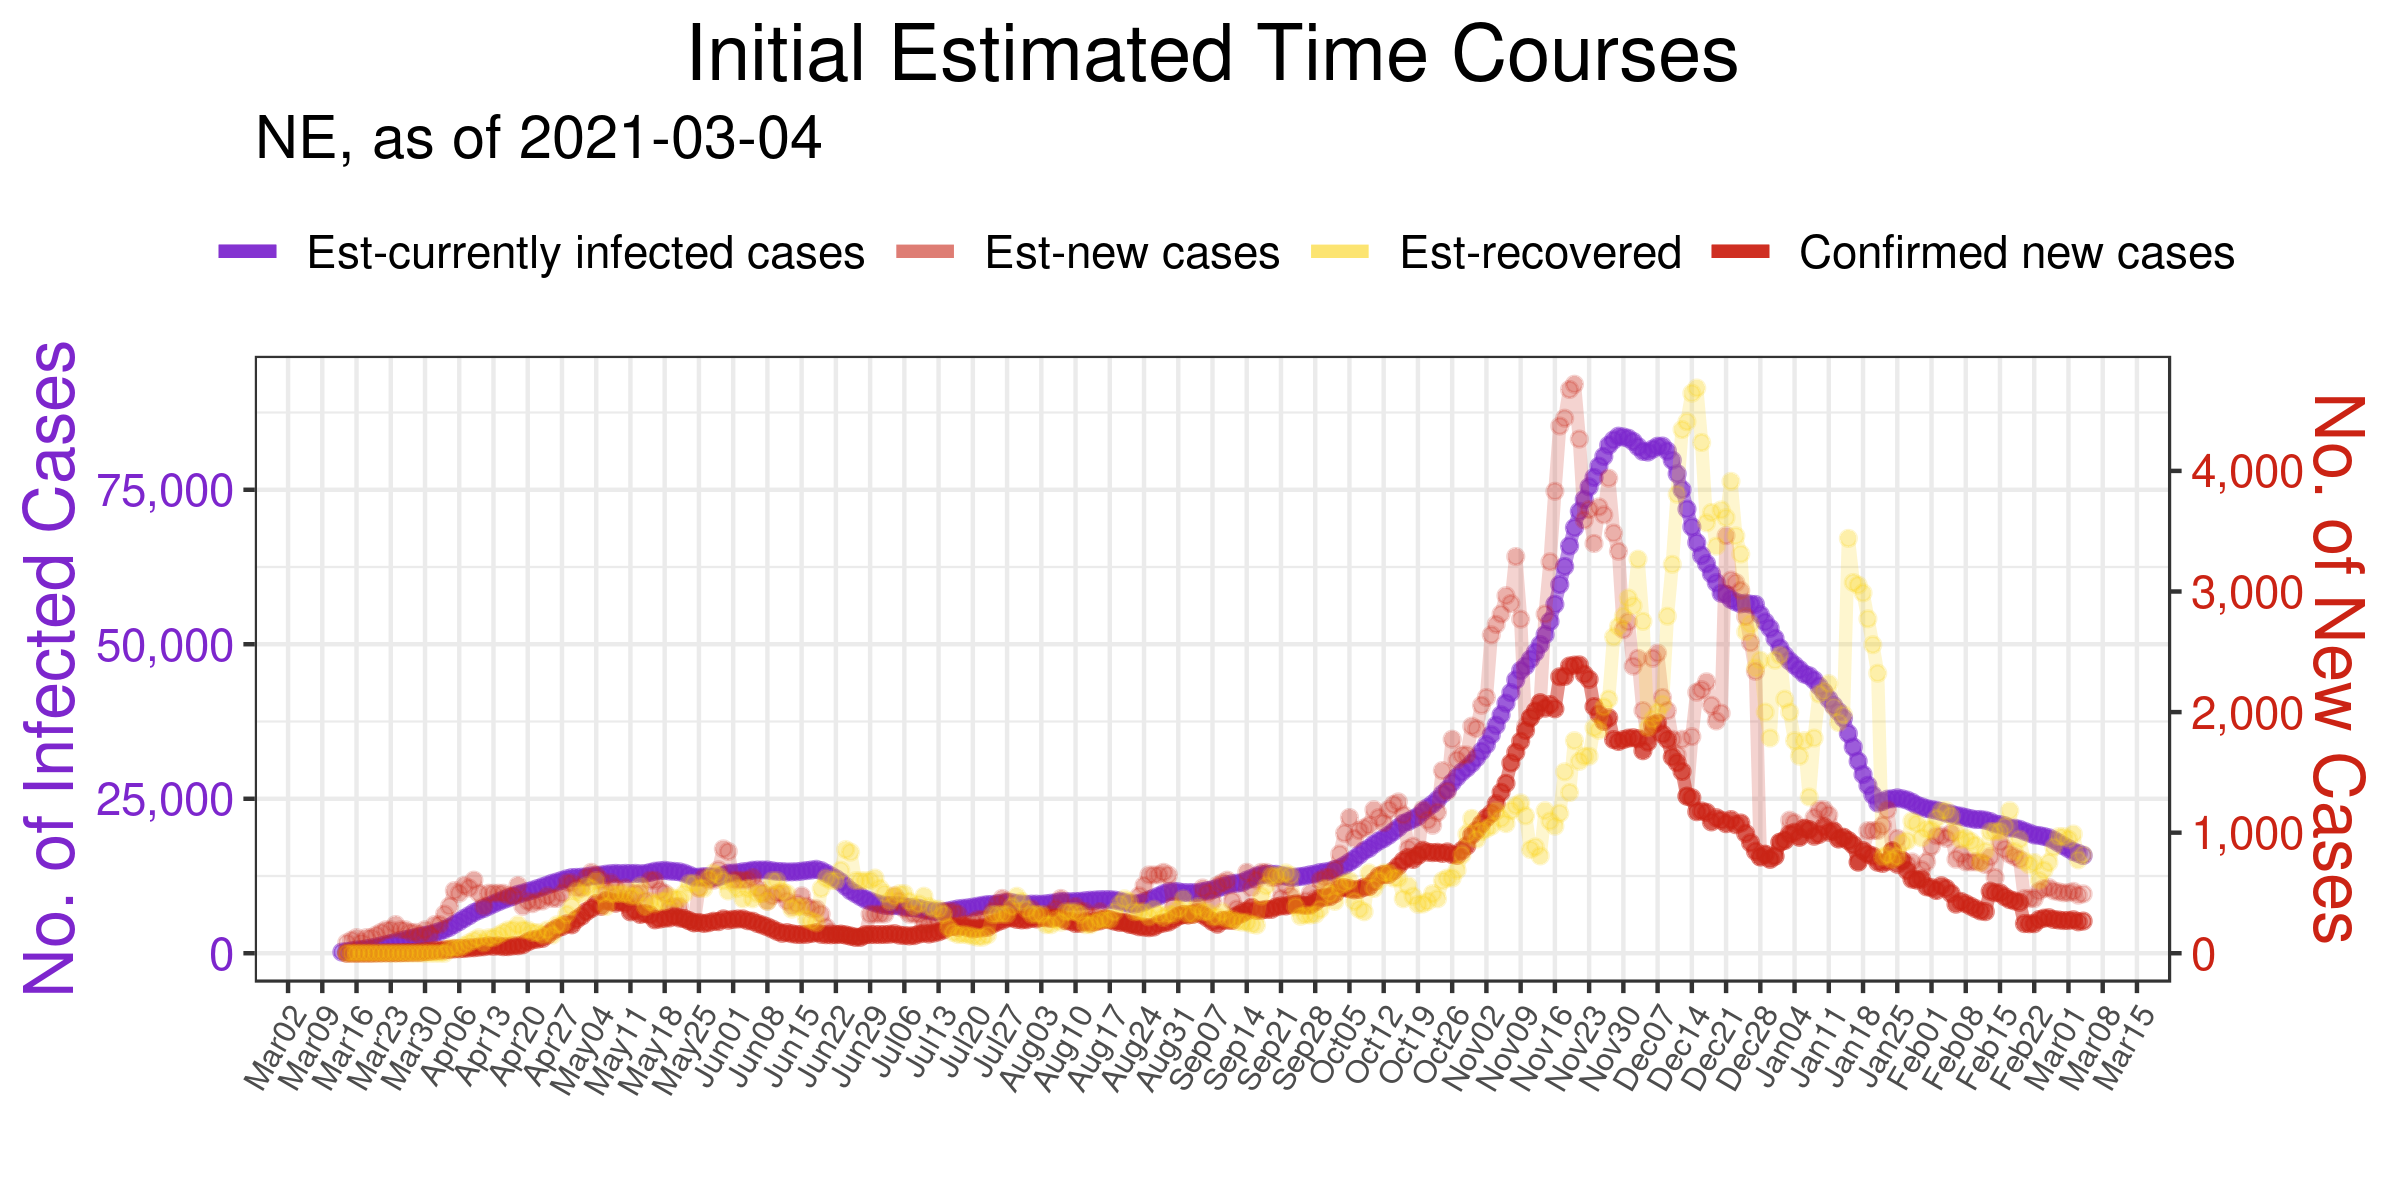 Initial Estimated Time Courses
NE, as of 2021-03-04
Est-currently infected cases Est-new cases Est-recovered Confirmed new cases
No. of Infected Cases
75,000
50,000
25,000
0
4,000
3,000
2,000
1,000
0
No. of New Cases
Mar02 Mar09 Mar16 Mar23 Mar30 Apr06 Apr13 Apr20 Apr27 May04 May11 May18 May25 Jun01 Jun08 Jun15 Jun22 Jun29 Jul06 Jul13 Jul20 Jul27 Aug03 Aug10 Aug17 Aug24 Aug31 Sep07 Sep14 Sep21 Sep28 Oct05 Oct12 Oct19 Oct26 Nov02 Nov09 Nov16 Nov23 Nov30 Dec07 Dec14 Dec21 Dec28 Jan04 Jan11 Jan18 Jan25 Feb01 Feb08 Feb15 Feb22 Mar01 Mar08 Mar15